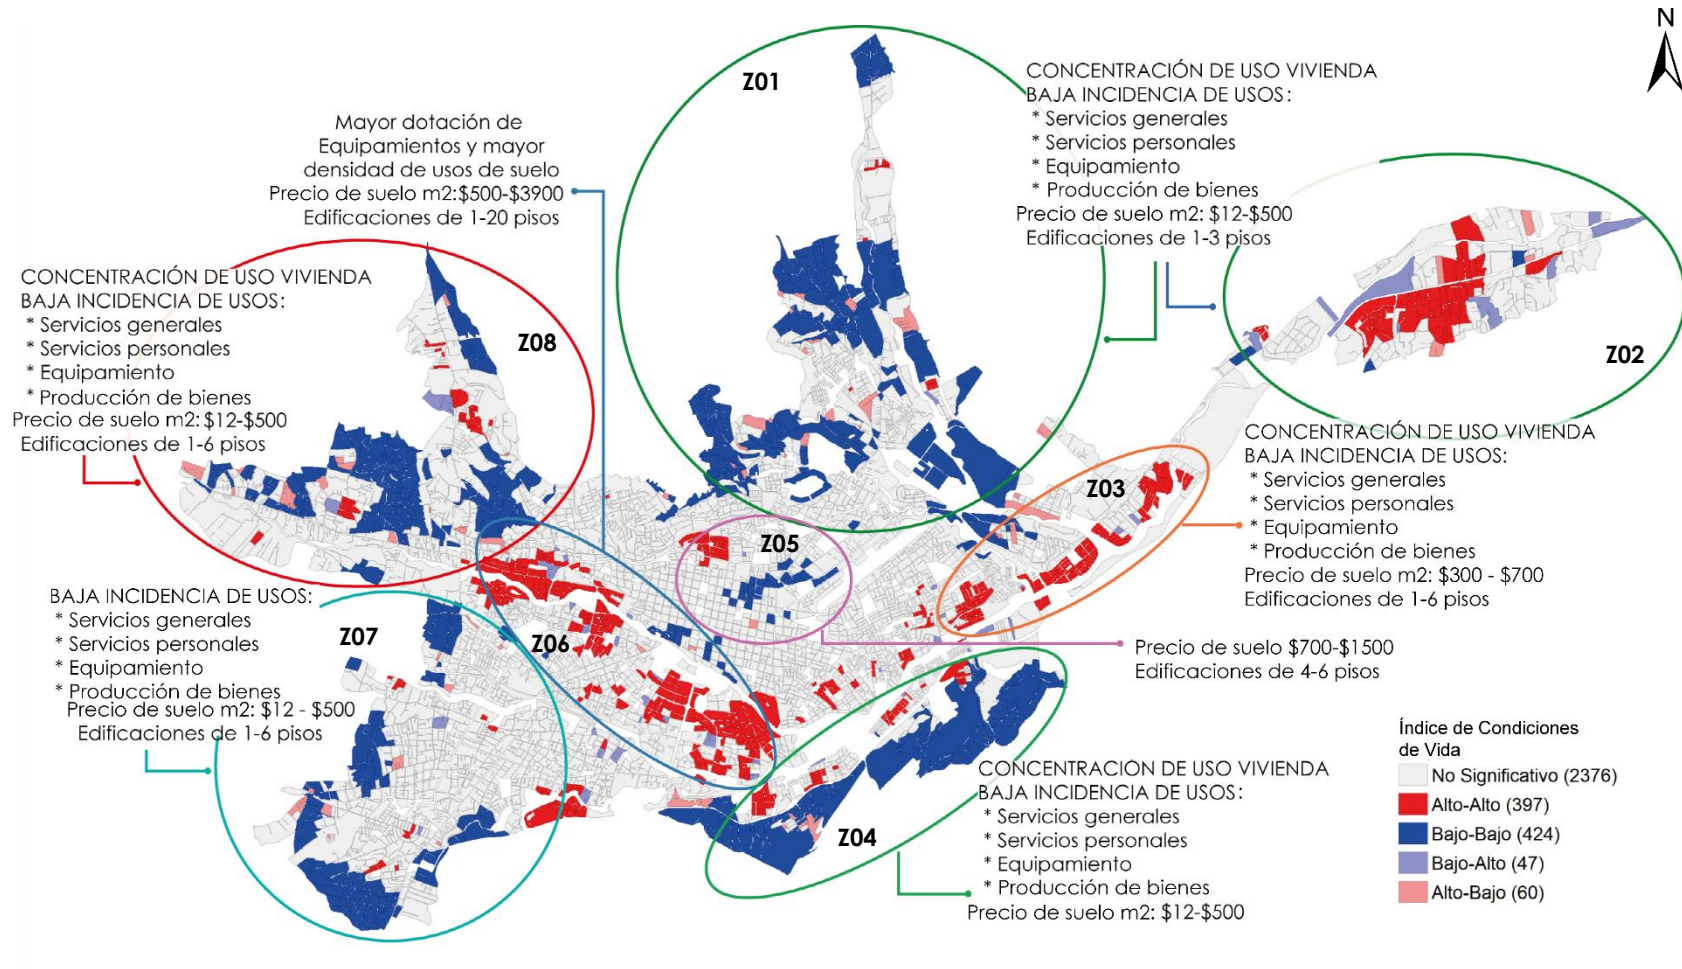 N
Z01
CONCENTRACIÓN DE USO VIVIENDA
BAJA INCIDENCIA DE USOS:
* Servicios generales
* Servicios personales
* Equipamiento
* Producción de bienes
Precio de suelo m2: $12-$500
Edificaciones de 1-3 pisos
Mayor dotación de
Equipamientos y mayor
densidad de usos de suelo
Precio de suelo m2:$500-$3900
Edificaciones de 1-20 pisos
CONCENTRACIÓN DE USO VIVIENDA
BAJA INCIDENCIA DE USOS:
* Servicios generales
* Servicios personales
* Equipamiento
* Producción de bienes
Precio de suelo m2: $12-$500
Edificaciones de 1-6 pisos
Z08
Z02
CONCENTRACIÓN DE USO VIVIENDA
BAJA INCIDENCIA DE USOS:
* Servicios generales
* Servicios personales
* Equipamiento
* Producción de bienes
Precio de suelo m2: $300 - $700
Edificaciones de 1-6 pisos
Z03
Z05
BAJA INCIDENCIA DE USOS:
* Servicios generales
* Servicios personales
* Equipamiento
* Producción de bienes
Precio de suelo m2: $12 - $500
Edificaciones de 1-6 pisos
Z07
Z06
Precio de suelo $700-$1500
Edificaciones de 4-6 pisos
CONCENTRACIÓN DE USO VIVIENDA
BAJA INCIDENCIA DE USOS:
* Servicios generales
* Servicios personales
* Equipamiento
* Producción de bienes
Precio de suelo m2: $12-$500
Z04
Índice de Condiciones
de Vida
No Significativo (2376)
Alto-Alto (397)
Bajo-Bajo (424)
Bajo-Alto (47)
Alto-Bajo (60)